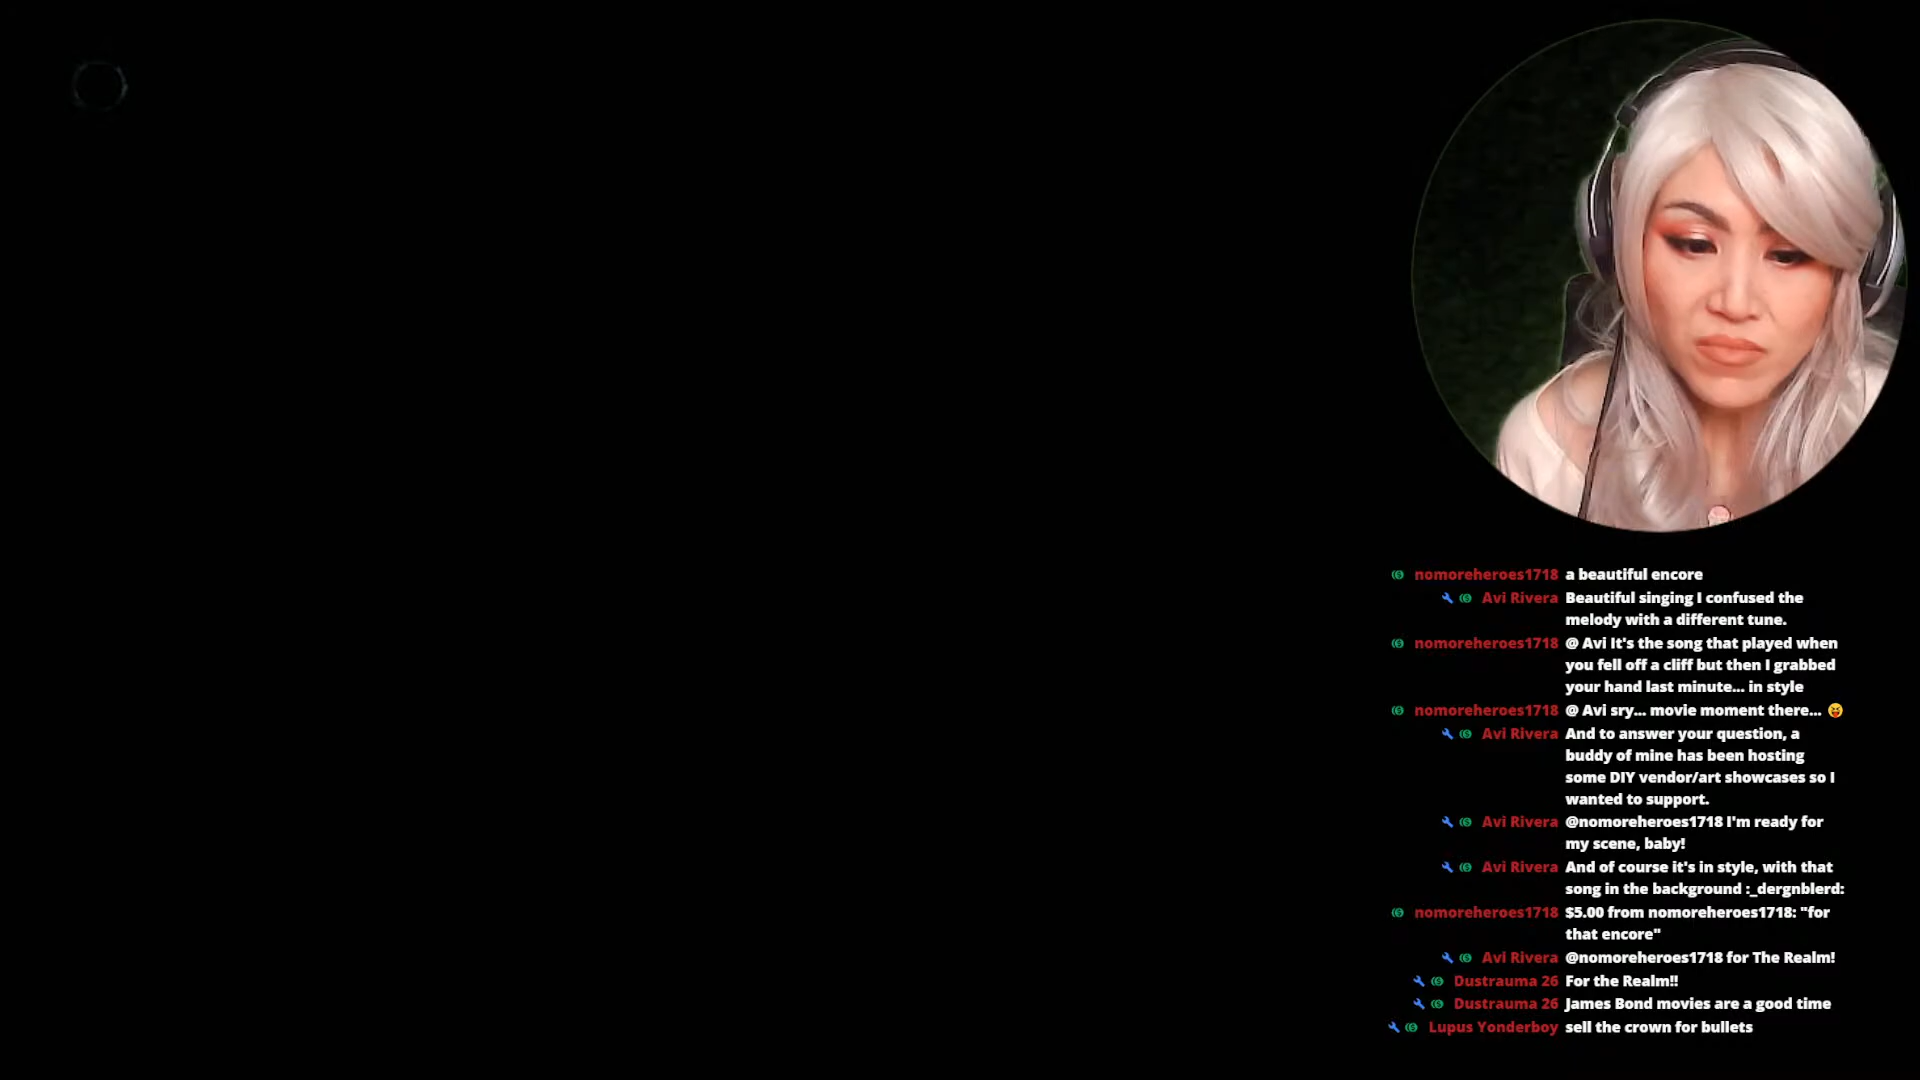 nomoreheroes1718 a beautiful encore
Avi Rivera Beautiful singing I confused the
melody with a different tune.
nomoreheroes1718 @ Avi It's the song that played when
you fell off a cliff but then I grabbed
your hand last minute... in style
nomoreheroes1718 @ Avi sry... movie moment there... 😝
Avi Rivera And to answer your question, a
buddy of mine has been hosting
some DIY vendor/art showcases so I
wanted to support.
Avi Rivera @nomoreheroes1718 I'm ready for
my scene, baby!
Avi Rivera And of course it's in style, with that
song in the background :_dergnblerd:
nomoreheroes1718 $5.00 from nomoreheroes1718: "for
that encore"
Avi Rivera @nomoreheroes1718 for The Realm!
Dustrauma 26 For the Realm!!
Dustrauma 26 James Bond movies are a good time
Lupus Yonderboy sell the crown for bullets